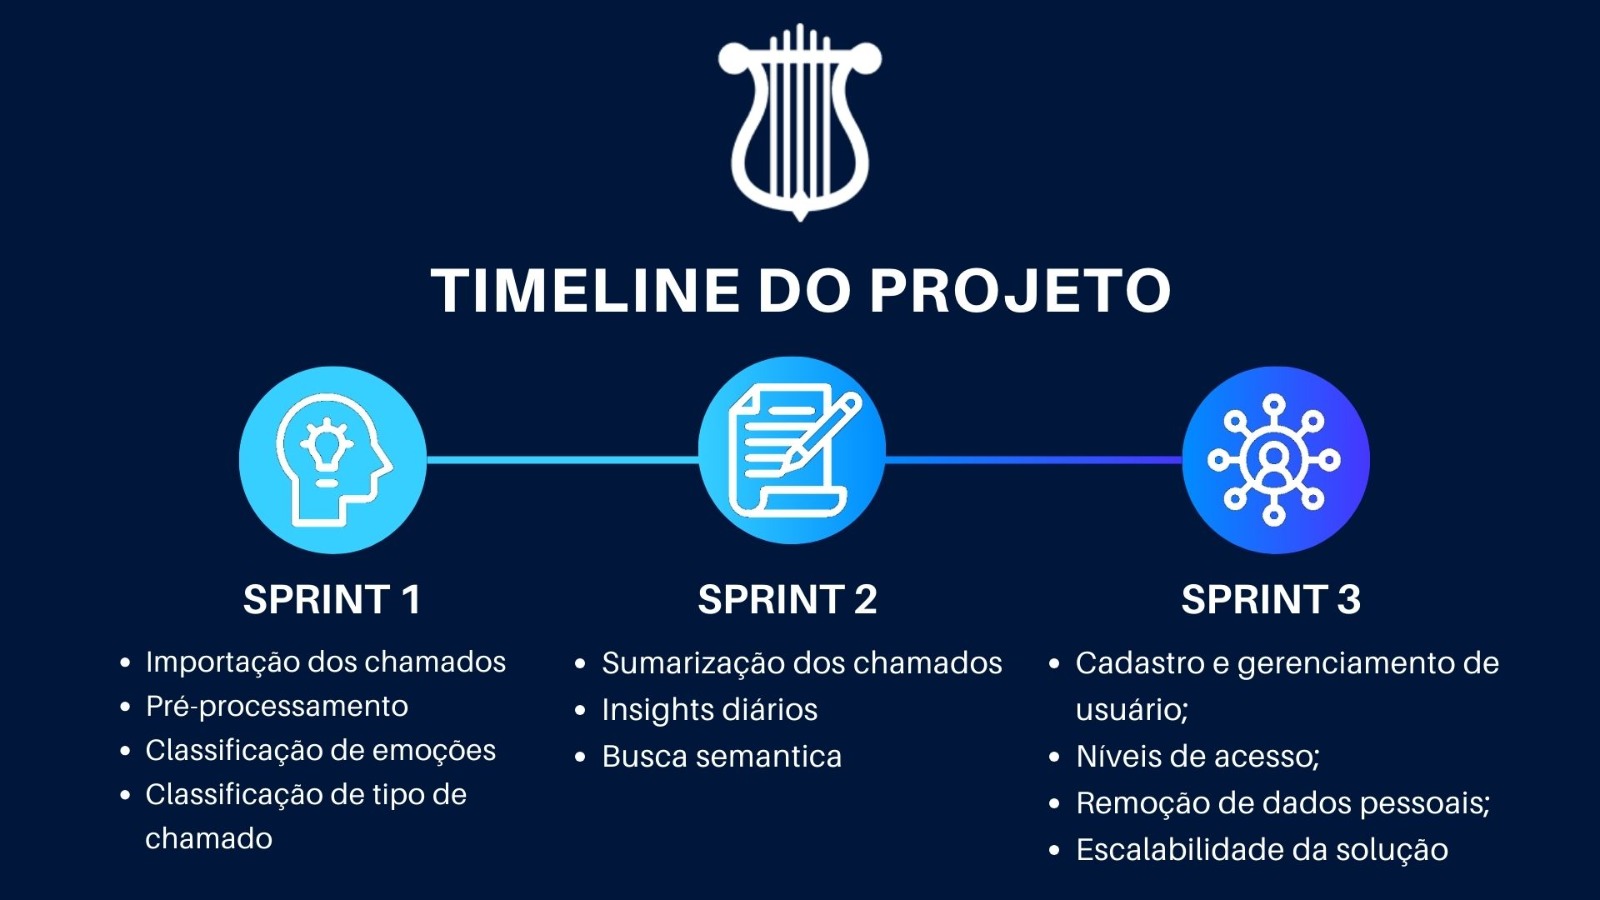 TIMELINE DO PROJETO
SPRINT 1
• Importação dos chamados
• Pré-processamento
• Classificação de emoções
• Classificação de tipo de
chamado
SPRINT 2
• Sumarização dos chamados
• Insights diários
• Busca semantica
SPRINT 3
• Cadastro e gerenciamento de
usuário;
• Níveis de acesso;
• Remoção de dados pessoais;
• Escalabilidade da solução